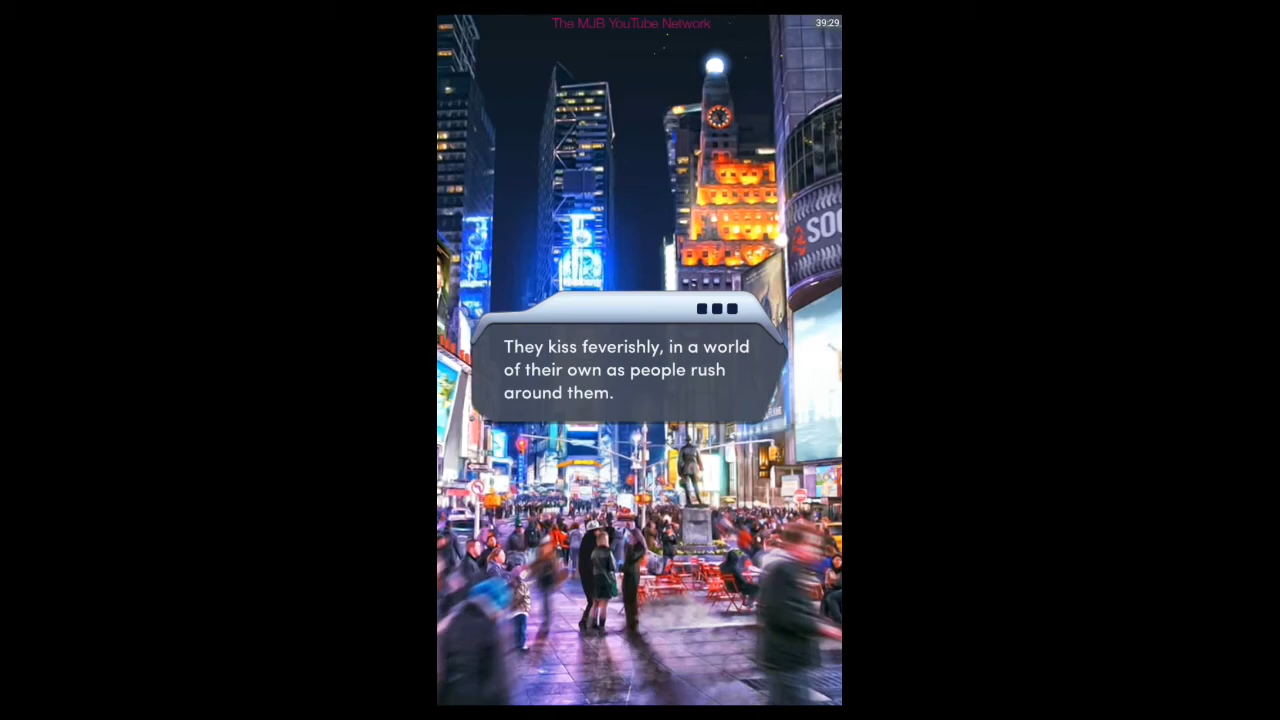 The MJB YouTube Network
39:29
SOC
They kiss feverishly, in a world
of their own as people rush
around them.